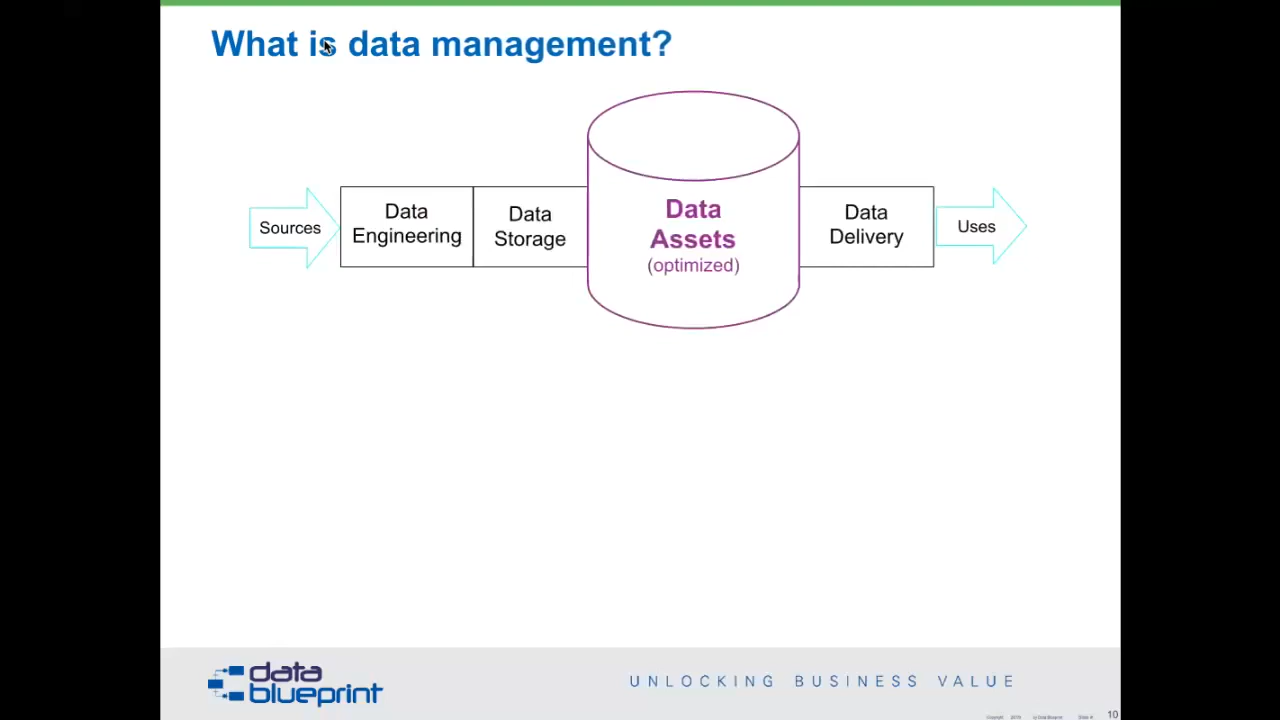 What is data management?
Sources
Data
Engineering
Data
Storage
Data
Assets
(optimized)
Data
Delivery
Uses
data
blueprint
UNLOCKING BUSINESS VALUE
10